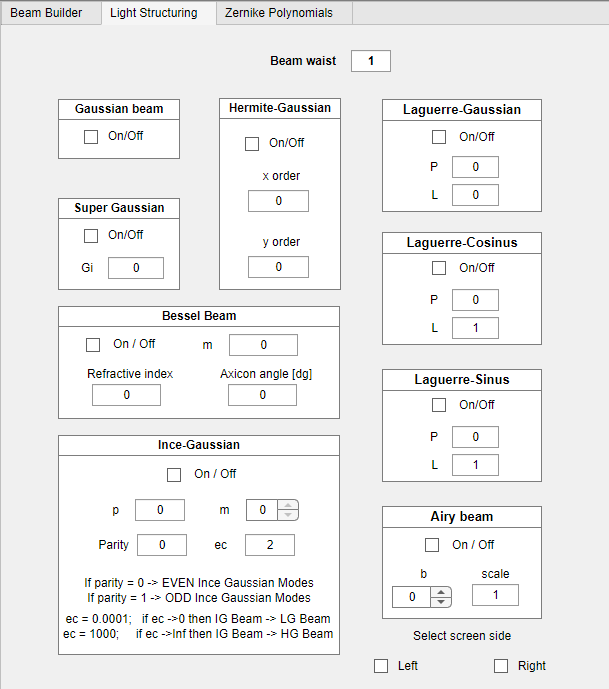 Beam Builder
Light Structuring
Zernike Polynomials
Beam waist 1
Gaussian beam
On/Off
Super Gaussian
On/Off
Gi 0
Hermite-Gaussian
On/Off
x order
0
y order
0
Laguerre-Gaussian
On/Off
P 0
L 0
Laguerre-Cosinus
On/Off
P 0
L 1
Bessel Beam
On / Off m 0
Refractive index Axicon angle [dg]
0 0
Laguerre-Sinus
On/Off
P 0
L 1
Ince-Gaussian
On / Off
p 0 m 0
Parity 0 ec 2
If parity = 0 -> EVEN Ince Gaussian Modes
If parity = 1 -> ODD Ince Gaussian Modes
ec = 0.0001; if ec ->0 then IG Beam -> LG Beam
ec = 1000; if ec ->Inf then IG Beam -> HG Beam
Airy beam
On / Off
b scale
0 1
Select screen side
Left Right